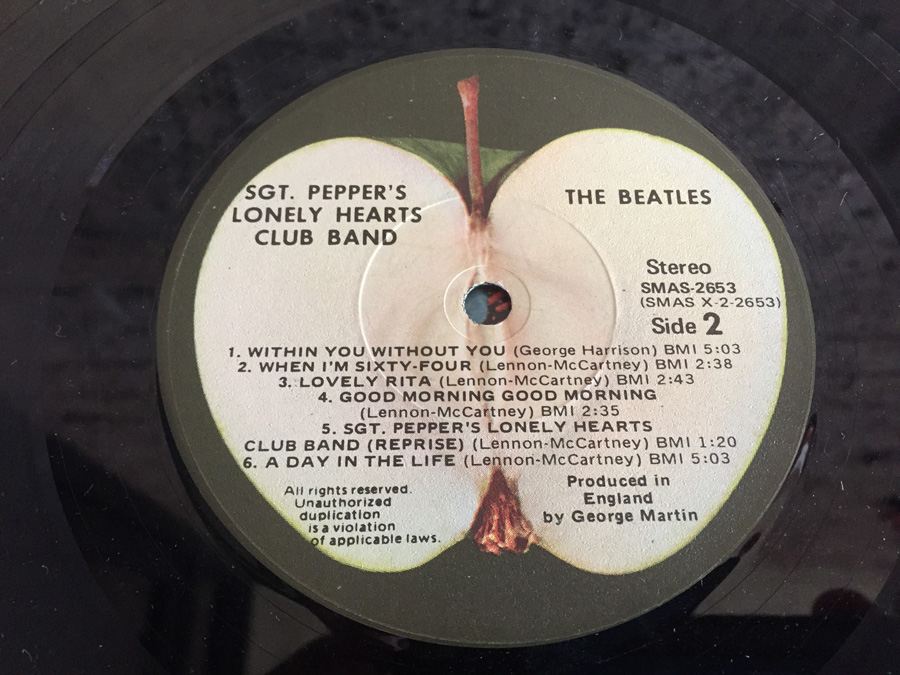 SGT. PEPPER'S
LONELY HEARTS
CLUB BAND
THE BEATLES
Stereo
SMAS-2653
(SMAS X-2-2653)
Side 2
1. WITHIN YOU WITHOUT YOU (George Harrison) BMI 5:03
2. WHEN I'M SIXTY-FOUR (Lennon-McCartney) BMI 2:38
3. LOVELY RITA (Lennon-McCartney) BMI 2:43
4. GOOD MORNING GOOD MORNING
(Lennon-McCartney) BMI 2:35
5. SGT. PEPPER'S LONELY HEARTS
CLUB BAND (REPRISE) (Lennon-McCartney) BMI 1:20
6. A DAY IN THE LIFE (Lennon-McCartney) BMI 5:03
All rights reserved.
Unauthorized
duplication
is a violation
of applicable laws.
Produced in
England
by George Martin